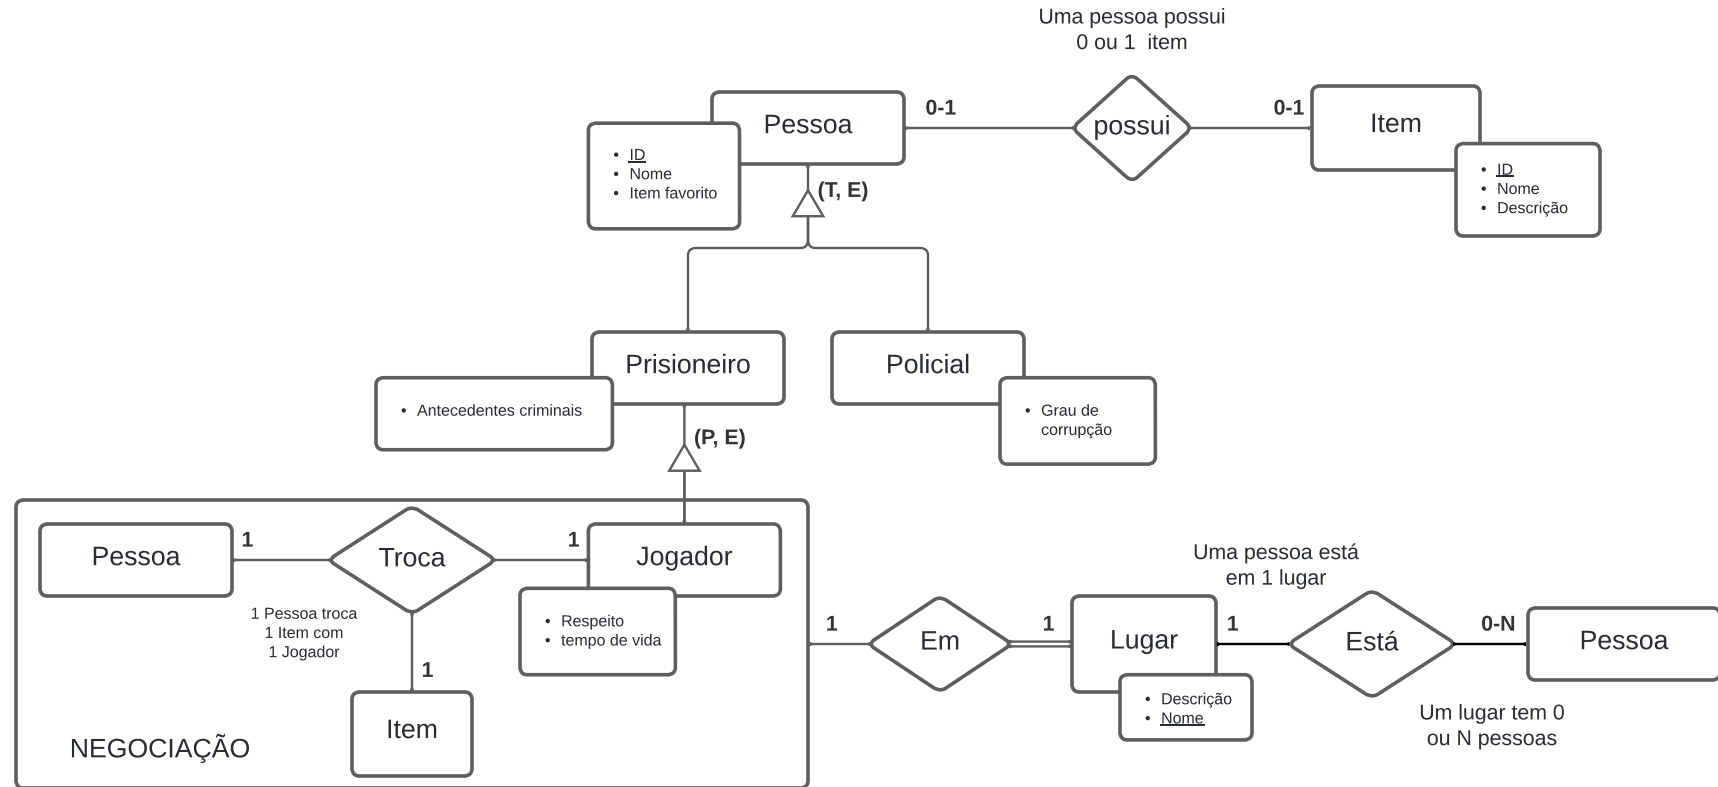 Uma pessoa possui
0 ou 1 item
Pessoa
0-1
possui
0-1
Item
• ID
• Nome
• Item favorito
• ID
• Nome
• Descrição
(T, E)
Prisioneiro
Policial
• Antecedentes criminais
• Grau de
corrupção
(P, E)
Pessoa
1
Troca
1
Jogador
1 Pessoa troca
1 Item com
1 Jogador
• Respeito
• tempo de vida
1
Item
NEGOCIAÇÃO
1
Em
1
Lugar
• Descrição
• Nome
Uma pessoa está
em 1 lugar
1
Está
0-N
Pessoa
Um lugar tem 0
ou N pessoas